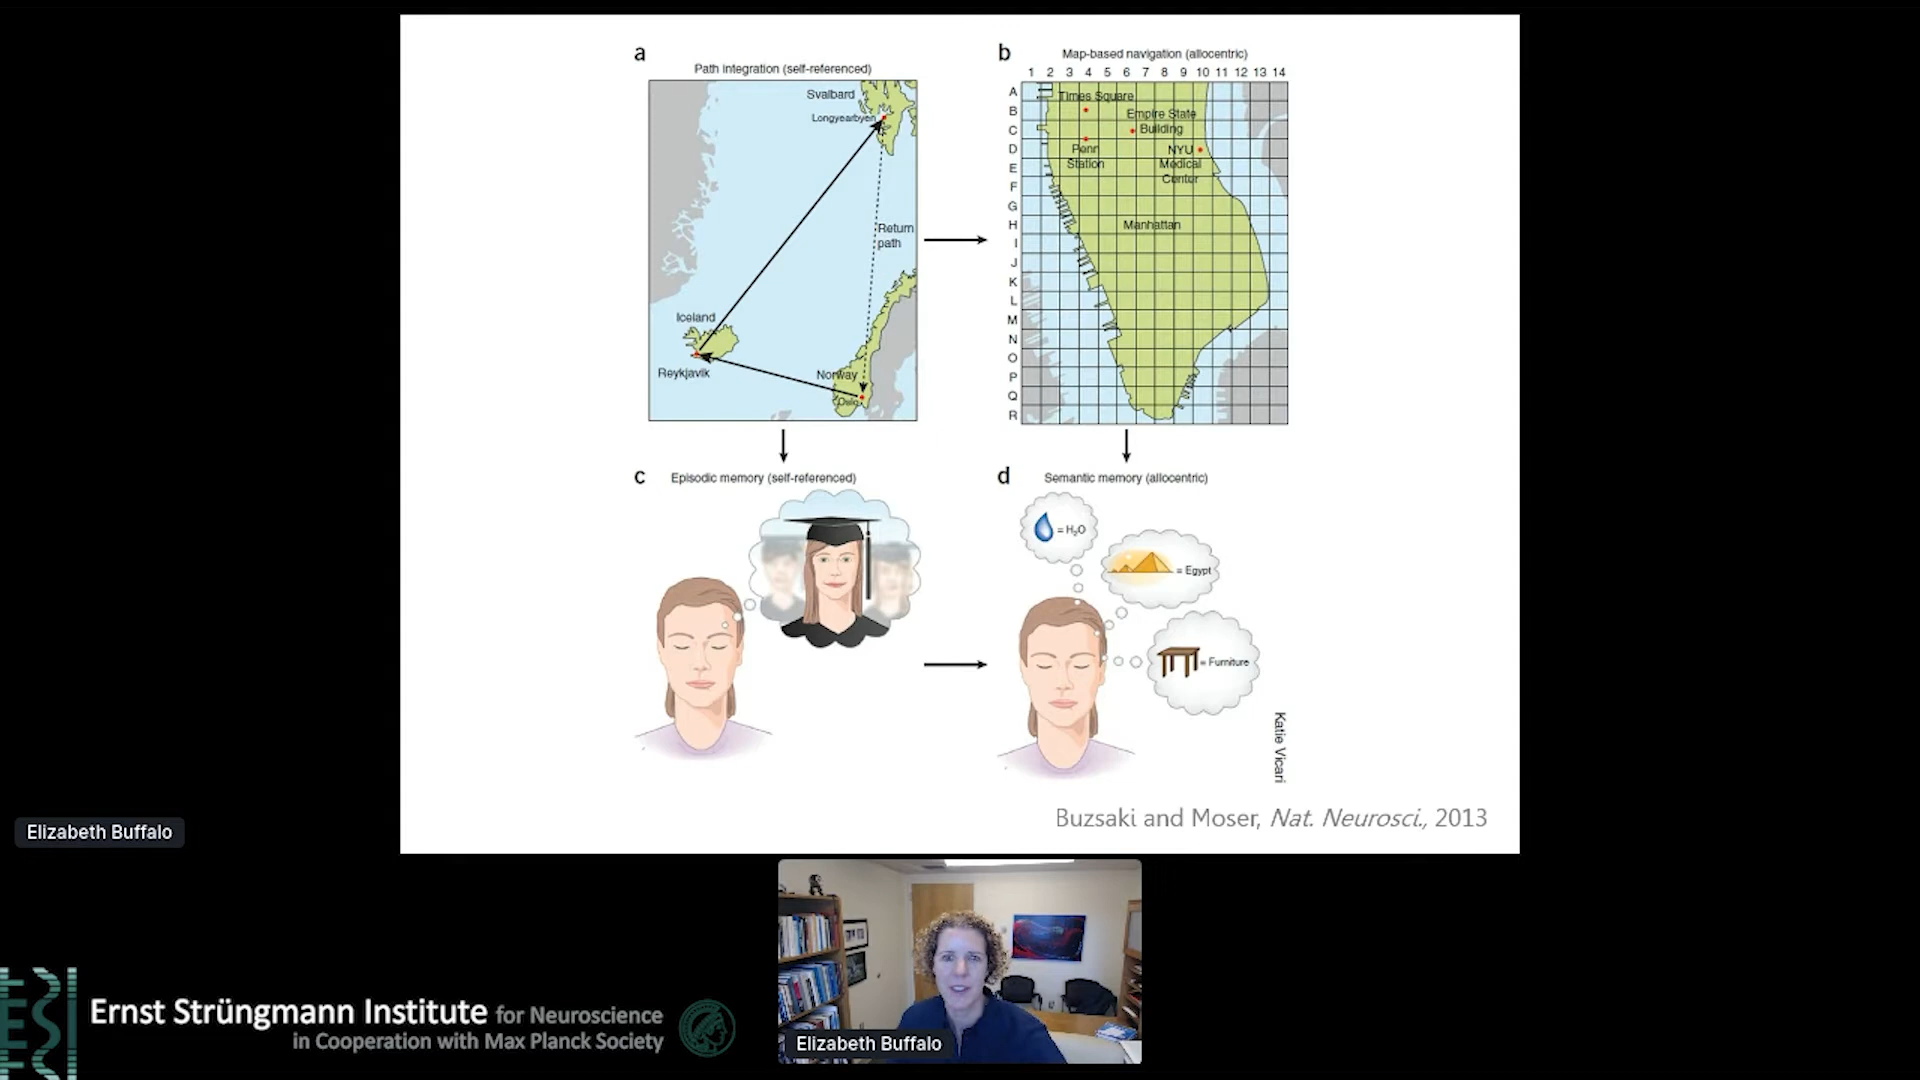 a
Path integration (self-referenced)
Svalbard
Longyearbyen
Return
path
Iceland
Reykjavik
Norway
Oslo
b
Map-based navigation (allocentric)
1 2 3 4 5 6 7 8 9 10 11 12 13 14
A
B
C
D
E
F
G
H
I
J
K
L
M
N
O
P
Q
R
Times Square
Empire State
Building
Penn
Station
NYU
Medical
Center
Manhattan
c
Episodic memory (self-referenced)
d
Semantic memory (allocentric)
= H₂O
= Egypt
= Furniture
Katie Vicari
Buzsaki and Moser, Nat. Neurosci., 2013
Elizabeth Buffalo
ESI
Ernst Strüngmann Institute for Neuroscience
in Cooperation with Max Planck Society
Elizabeth Buffalo